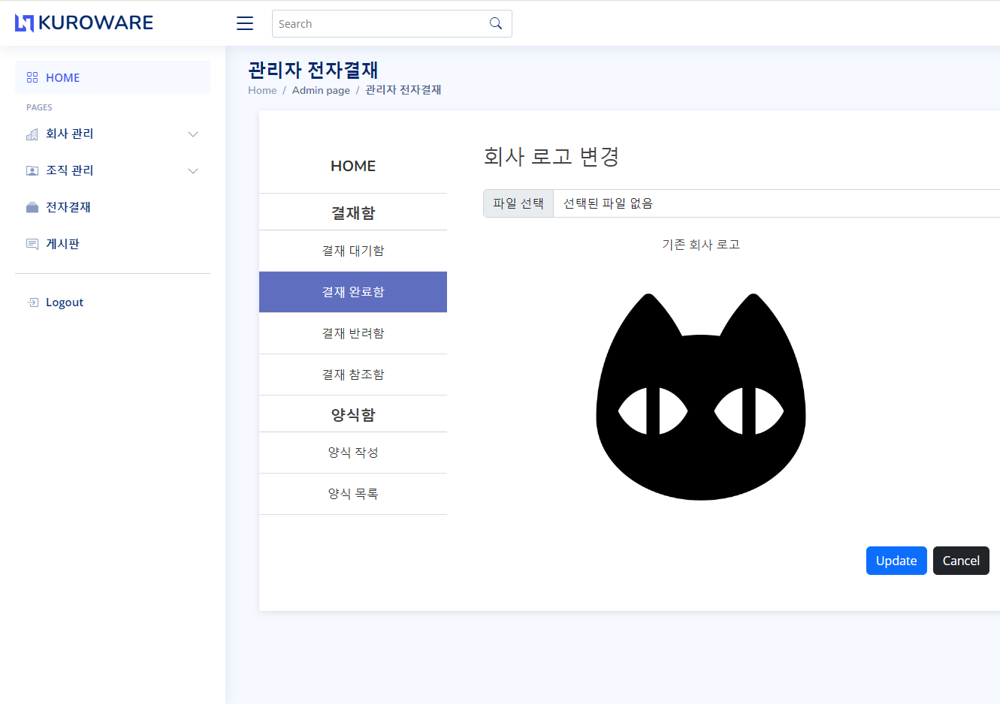 KUROWARE
Search
HOME
PAGES
회사 관리
조직 관리
전자결재
게시판
Logout
관리자 전자결재
Home / Admin page / 관리자 전자결재
HOME
결재함
결재 대기함
결재 완료함
결재 반려함
결재 참조함
양식함
양식 작성
양식 목록
회사 로고 변경
파일 선택 선택된 파일 없음
기존 회사 로고
Update Cancel